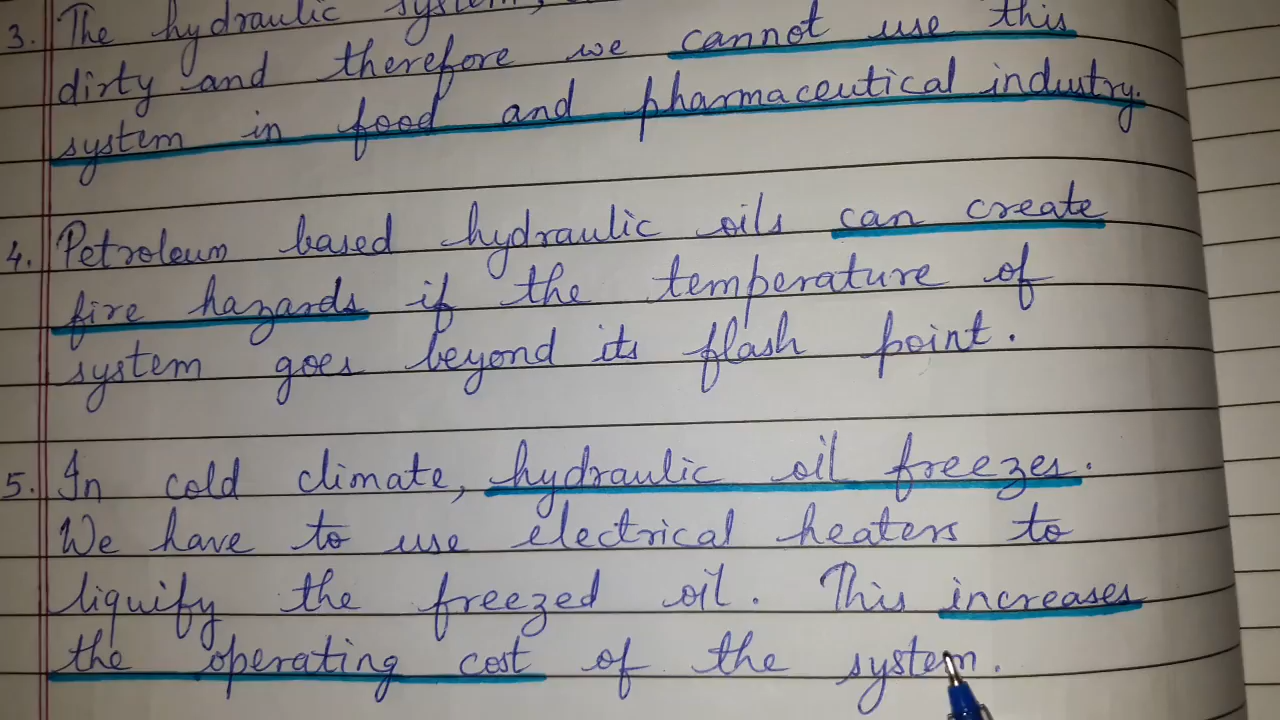 3. The hydraulic system,
dirty and therefore we cannot use this
system in food and pharmaceutical industry.
4. Petroleum based hydraulic oils can create
fire hazards if the temperature of
system goes beyond its flash point.
5. In cold climate, hydraulic oil freezes.
We have to use electrical heaters to
liquify the freezed oil. This increases
the operating cost of the system.